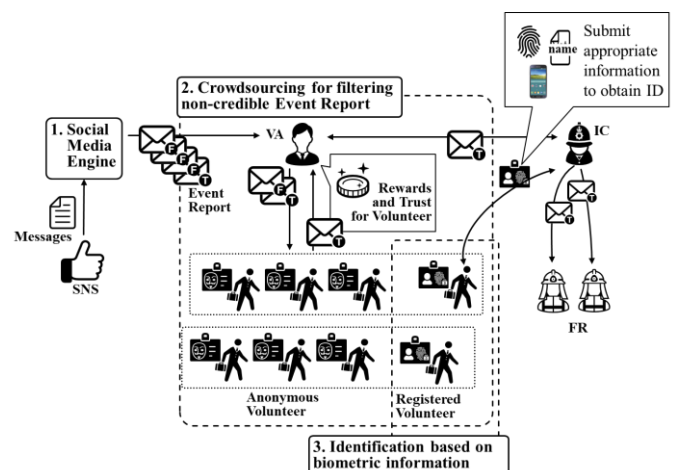 Submit
appropriate
information
to obtain ID
name
2. Crowdsourcing for filtering
non-credible Event Report
1. Social
Media
Engine
VA
IC
F
F
F
T
Event
Report
F
T
T
T
Rewards
and Trust
for Volunteer
T
T
T
Messages
SNS
FR
Anonymous
Volunteer
Registered
Volunteer
3. Identification based on
biometric information